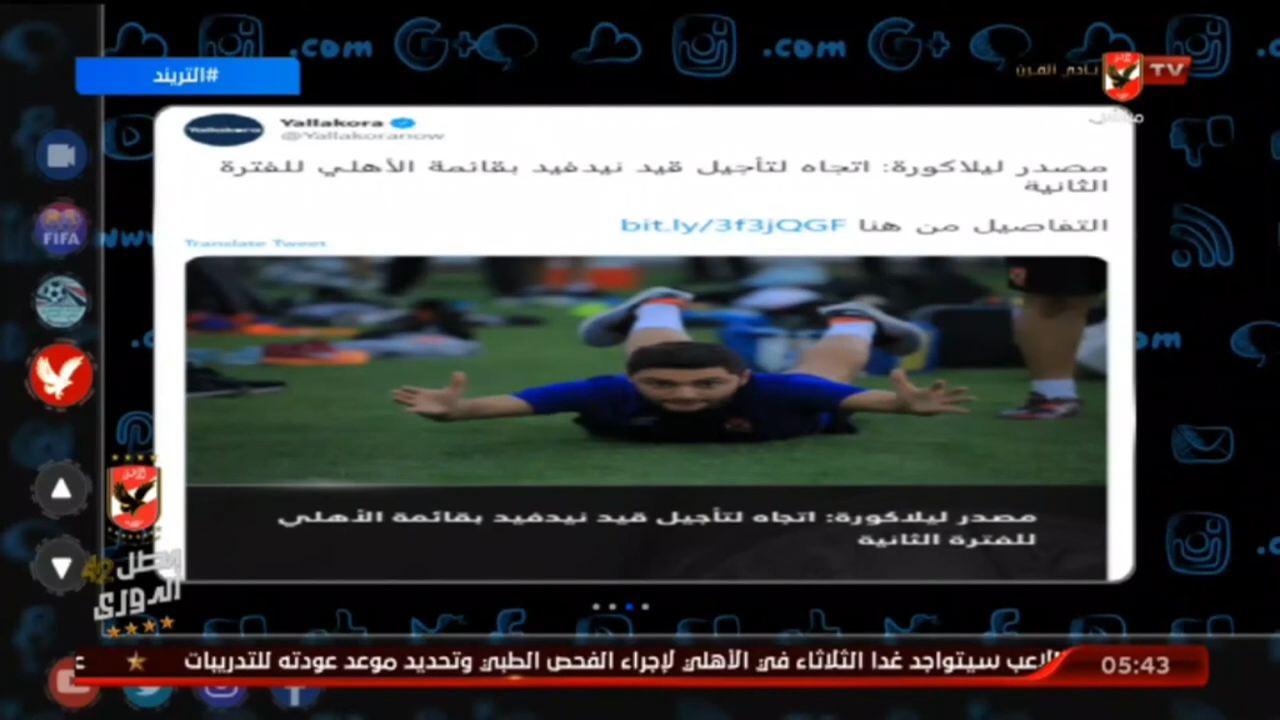 #التريند
نادي القرن
TV
مباشر
Yallakora
@Yallakoranow
مصدر ليلاكورة: اتجاه لتأجيل قيد نيدفيد بقائمة الأهلي للفترة
الثانية
التفاصيل من هنا bit.ly/3f3jQGF
Translate Tweet
مصدر ليلاكورة: اتجاه لتأجيل قيد نيدفيد بقائمة الأهلي
للفترة الثانية
FIFA
بطل
الدوري
42
سيتواجد غدا الثلاثاء في الأهلي لإجراء الفحص الطبي وتحديد موعد عودته للتدريبات
05:43
.com
G+
.com
G+